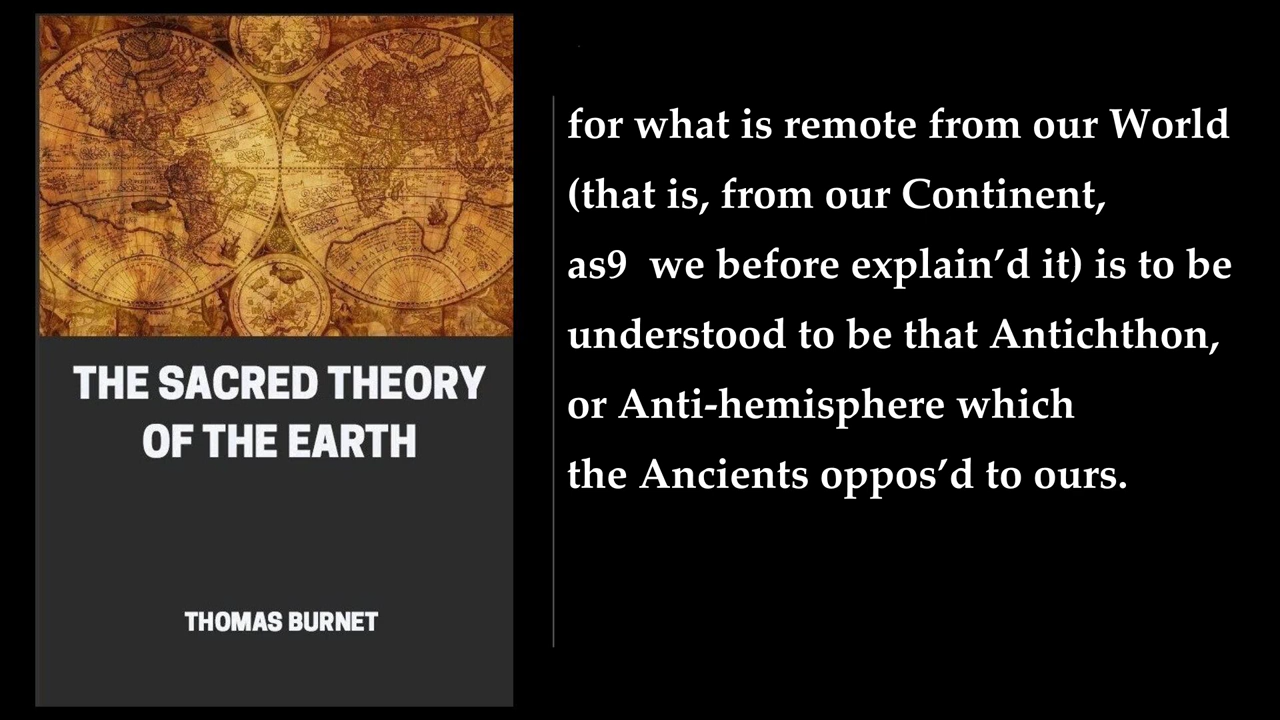 THE SACRED THEORY
OF THE EARTH
THOMAS BURNET
for what is remote from our World
(that is, from our Continent,
as9  we before explain’d it) is to be
understood to be that Antichthon,
or Anti-hemisphere which
the Ancients oppos’d to ours.